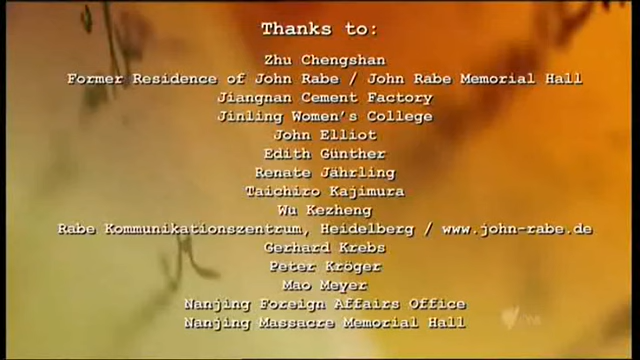 Thanks to:
Zhu Chengshan
Former Residence of John Rabe / John Rabe Memorial Hall
Jiangnan Cement Factory
Jinling Women's College
John Elliot
Edith Günther
Renate Jährling
Taichiro Kajimura
Wu Kezheng
Rabe Kommunikationszentrum, Heidelberg / www.john-rabe.de
Gerhard Krebs
Peter Kröger
Mao Meyer
Nanjing Foreign Affairs Office
Nanjing Massacre Memorial Hall